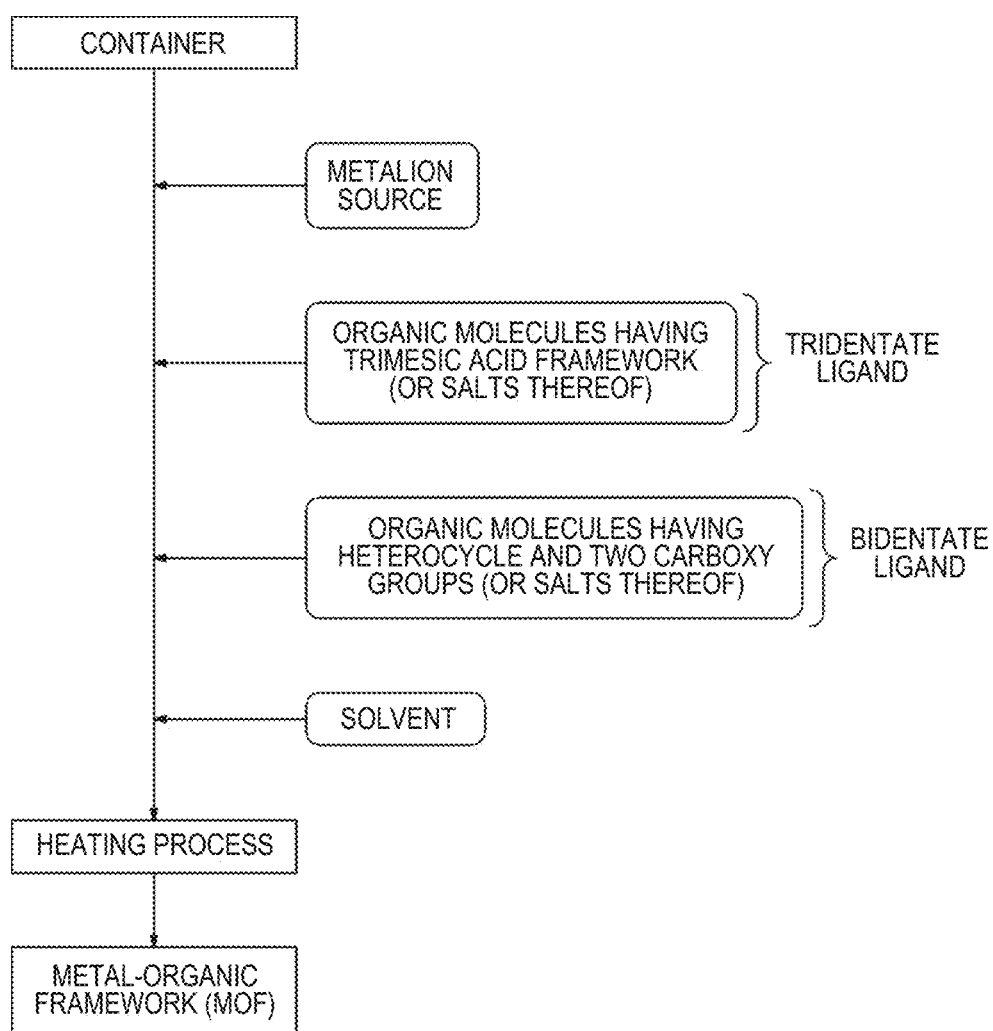 CONTAINER
METALION
SOURCE
ORGANIC MOLECULES HAVING
TRIMESIC ACID FRAMEWORK
(OR SALTS THEREOF)
TRIDENTATE
LIGAND
ORGANIC MOLECULES HAVING
HETEROCYCLE AND TWO CARBOXY
GROUPS (OR SALTS THEREOF)
BIDENTATE
LIGAND
SOLVENT
HEATING PROCESS
METAL-ORGANIC
FRAMEWORK (MOF)